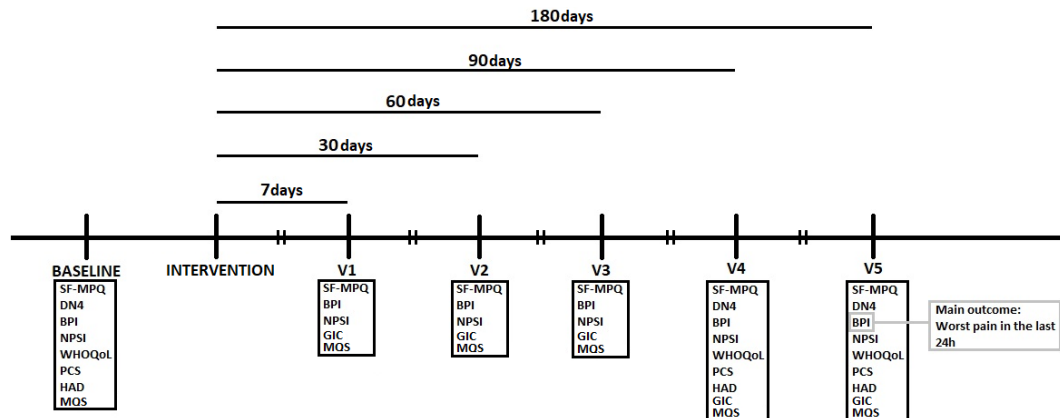 180days
90days
60days
30days
7days
BASELINE
INTERVENTION
V1
V2
V3
V4
V5
SF-MPQ
DN4
BPI
NPSI
WHOQoL
PCS
HAD
MQS
SF-MPQ
BPI
NPSI
GIC
MQS
SF-MPQ
BPI
NPSI
GIC
MQS
SF-MPQ
BPI
NPSI
GIC
MQS
SF-MPQ
DN4
BPI
NPSI
WHOQoL
PCS
HAD
GIC
MQS
SF-MPQ
DN4
BPI
NPSI
WHOQoL
PCS
HAD
GIC
MQS
Main outcome:
Worst pain in the last
24h